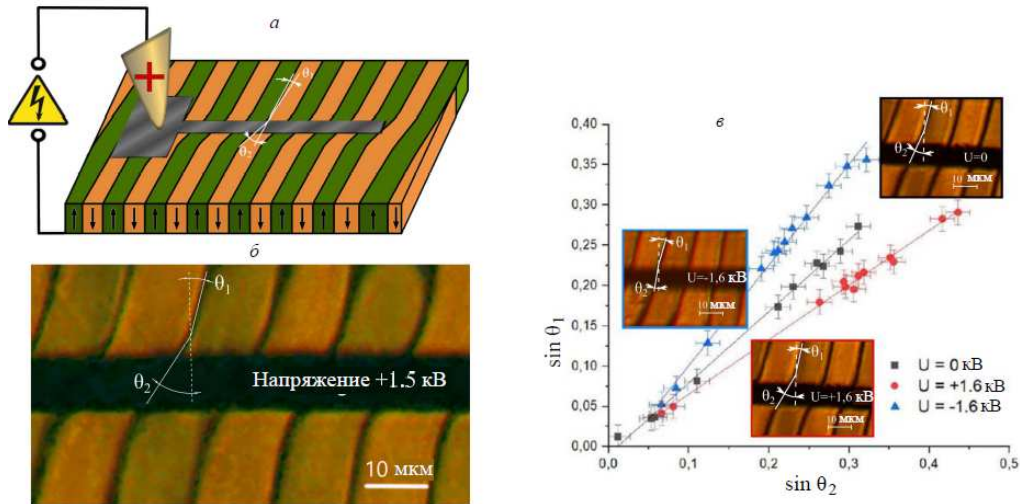 а
+
θ1
θ2
б
θ1
θ2
Напряжение +1.5 кВ
10 мкм
в
sin θ1
0,40
0,35
0,30
0,25
0,20
0,15
0,10
0,05
0,00
0,0
0,1
0,2
0,3
0,4
0,5
sin θ2
θ1
θ2
U=0
10 мкм
θ1
θ2
U=-1,6 кВ
10 мкм
θ1
θ2
U=+1,6 кВ
10 мкм
U = 0 кВ
U = +1.6 кВ
U = -1.6 кВ